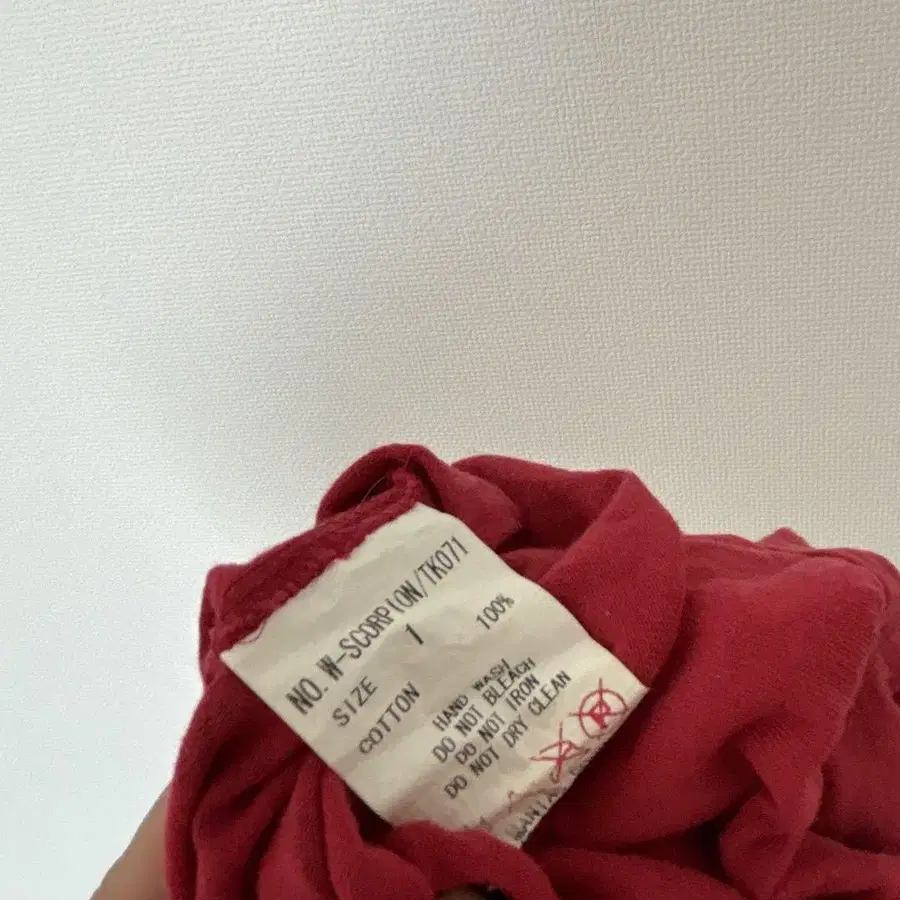 NO. W-SCORPION/TK071
SIZE 1
COTTON 100%
HAND WASH
DO NOT BLEACH
DO NOT IRON
DO NOT DRY CLEAN